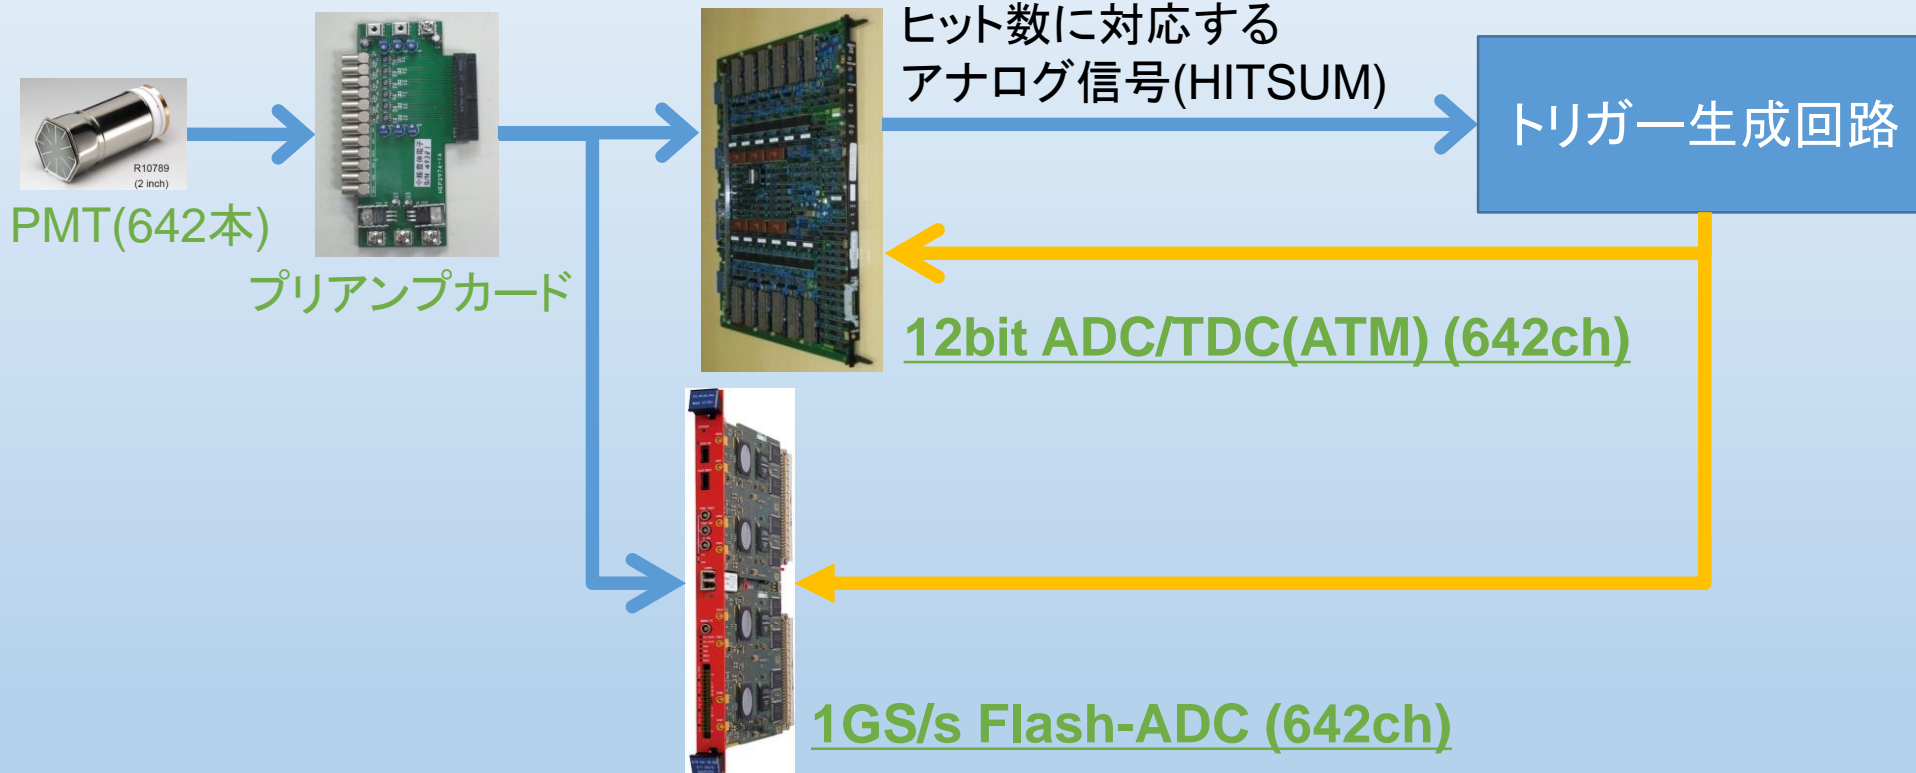 ヒット数に対応する
アナログ信号(HITSUM)
トリガー生成回路
R10789
(2 inch)
PMT(642本)
プリアンプカード
12bit ADC/TDC(ATM) (642ch)
1GS/s Flash-ADC (642ch)